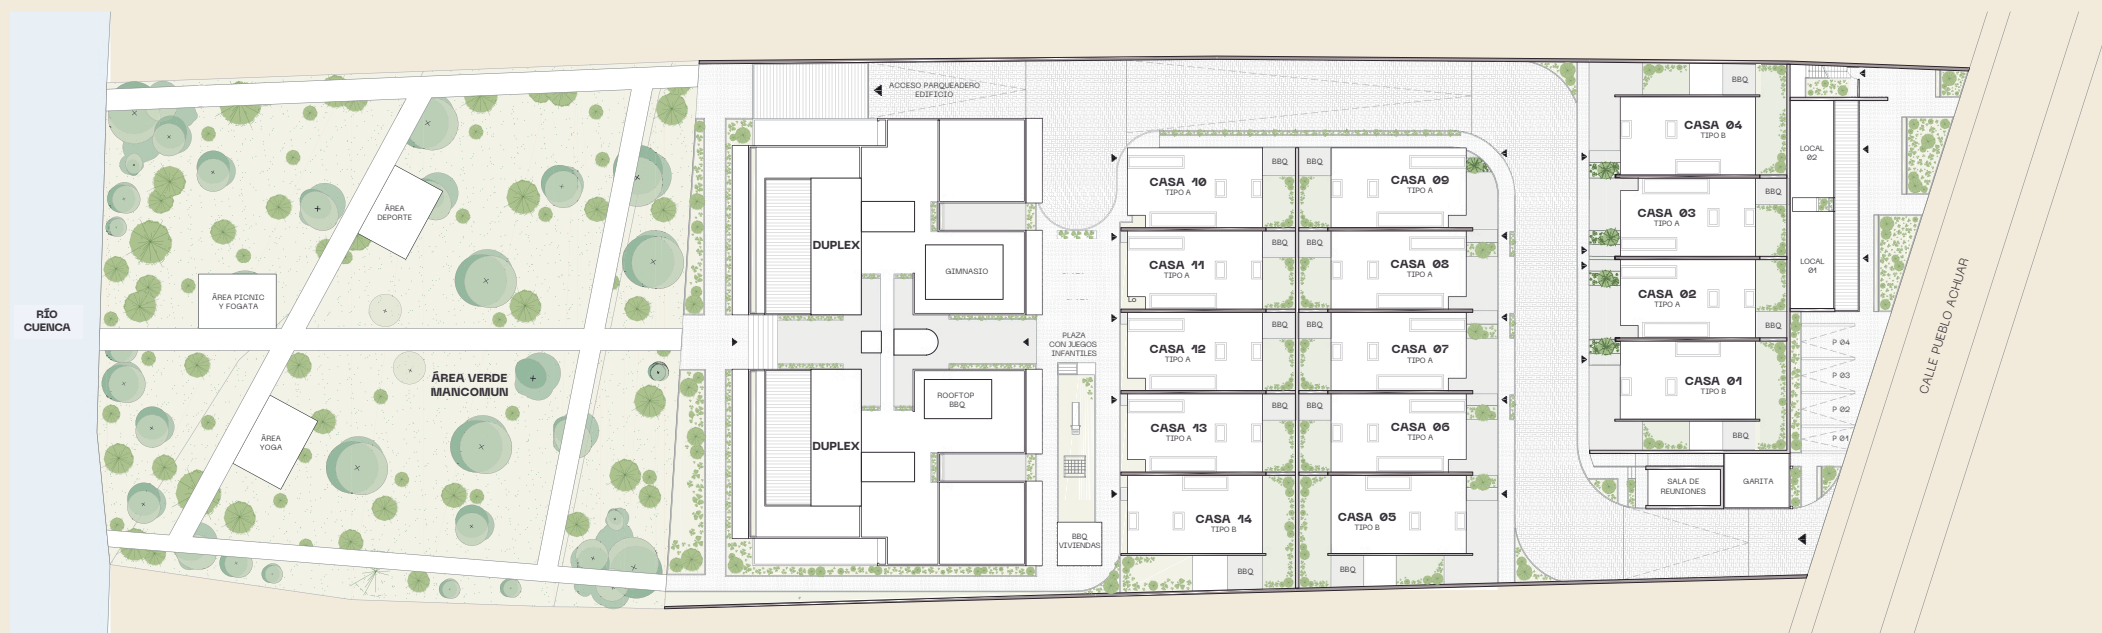 RÍO
CUENCA
ÁREA PICNIC
Y FOGATA
ÁREA
DEPORTE
ÁREA
YOGA
ÁREA VERDE
MANCOMUN
ACCESO PARQUEADERO
EDIFICIO
DUPLEX
GIMNASIO
DUPLEX
ROOFTOP
BBQ
PLAZA
CON JUEGOS
INFANTILES
BBQ
VIVIENDAS
CASA 10
TIPO A
BBQ
BBQ
CASA 09
TIPO A
CASA 11
TIPO A
BBQ
BBQ
CASA 08
TIPO A
CASA 12
TIPO A
BBQ
BBQ
CASA 07
TIPO A
CASA 13
TIPO A
BBQ
BBQ
CASA 06
TIPO A
CASA 14
TIPO B
BBQ
CASA 05
TIPO B
BBQ
BBQ
CASA 04
TIPO B
CASA 03
TIPO A
BBQ
CASA 02
TIPO A
BBQ
CASA 01
TIPO B
BBQ
LOCAL
02
LOCAL
01
P 04
P 03
P 02
P 01
SALA DE
REUNIONES
GARITA
CALLE PUEBLO ACHUAR